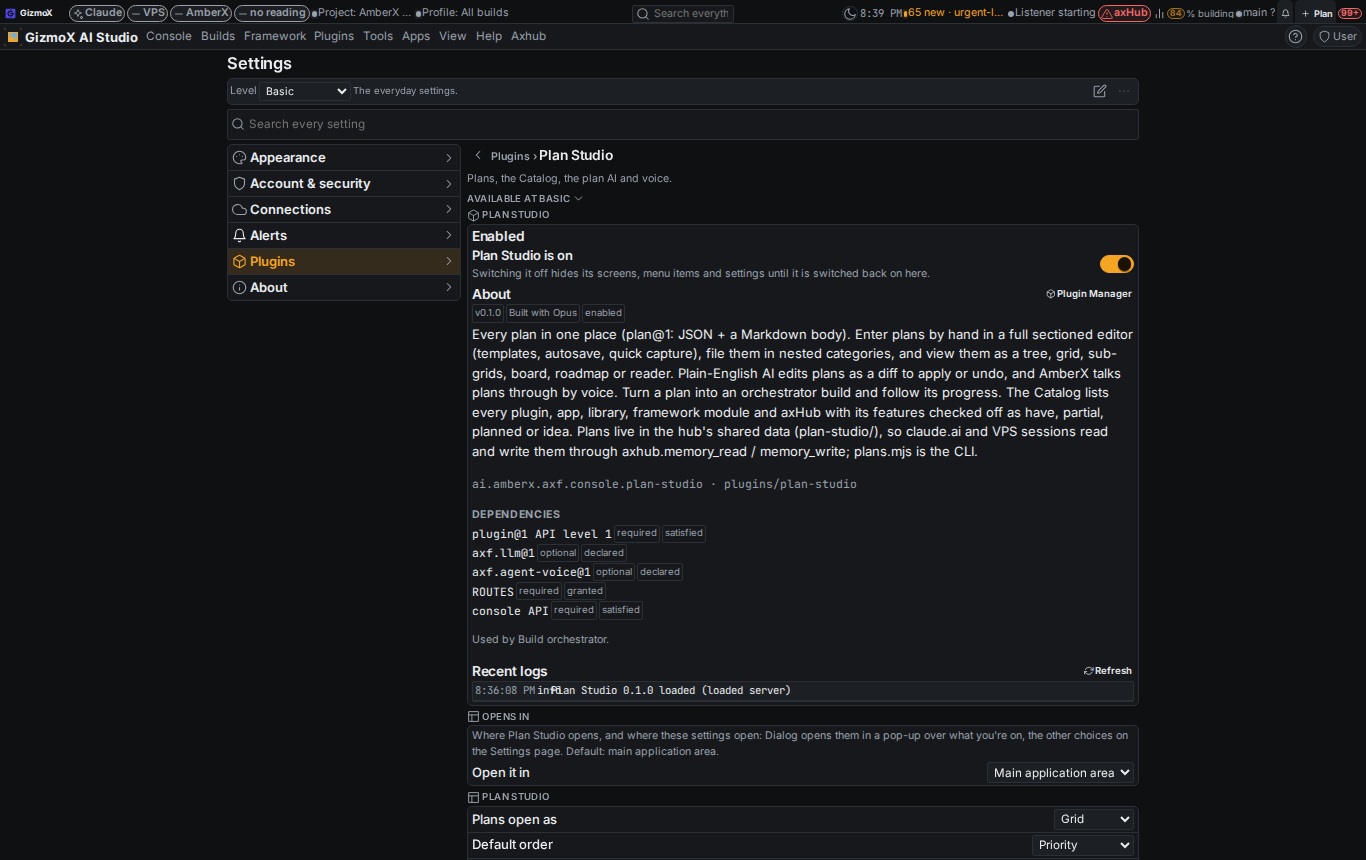 GizmoX Claude VPS AmberX no reading Project: AmberX ... Profile: All builds Search everyth 8:39 PM 65 new · urgent-l... Listener starting axHub 84 % building main ? + Plan 99+
GizmoX AI Studio Console Builds Framework Plugins Tools Apps View Help Axhub User
Settings
Level Basic The everyday settings.
Search every setting
Appearance
Account & security
Connections
Alerts
Plugins
About
Plugins › Plan Studio
Plans, the Catalog, the plan AI and voice.
AVAILABLE AT BASIC
PLAN STUDIO
Enabled
Plan Studio is on
Switching it off hides its screens, menu items and settings until it is switched back on here.
About Plugin Manager
v0.1.0 Built with Opus enabled
Every plan in one place (plan@1: JSON + a Markdown body). Enter plans by hand in a full sectioned editor
(templates, autosave, quick capture), file them in nested categories, and view them as a tree, grid, sub-
grids, board, roadmap or reader. Plain-English AI edits plans as a diff to apply or undo, and AmberX talks
plans through by voice. Turn a plan into an orchestrator build and follow its progress. The Catalog lists
every plugin, app, library, framework module and axHub with its features checked off as have, partial,
planned or idea. Plans live in the hub's shared data (plan-studio/), so claude.ai and VPS sessions read
and write them through axhub.memory_read / memory_write; plans.mjs is the CLI.
ai.amberx.axf.console.plan-studio · plugins/plan-studio
DEPENDENCIES
plugin@1 API level 1 required satisfied
axf.llm@1 optional declared
axf.agent-voice@1 optional declared
ROUTES required granted
console API required satisfied
Used by Build orchestrator.
Recent logs Refresh
8:36:08 PM Plan Studio 0.1.0 loaded (loaded server)
OPENS IN
Where Plan Studio opens, and where these settings open: Dialog opens them in a pop-up over what you're on, the other choices on
the Settings page. Default: main application area.
Open it in Main application area
PLAN STUDIO
Plans open as Grid
Default order Priority